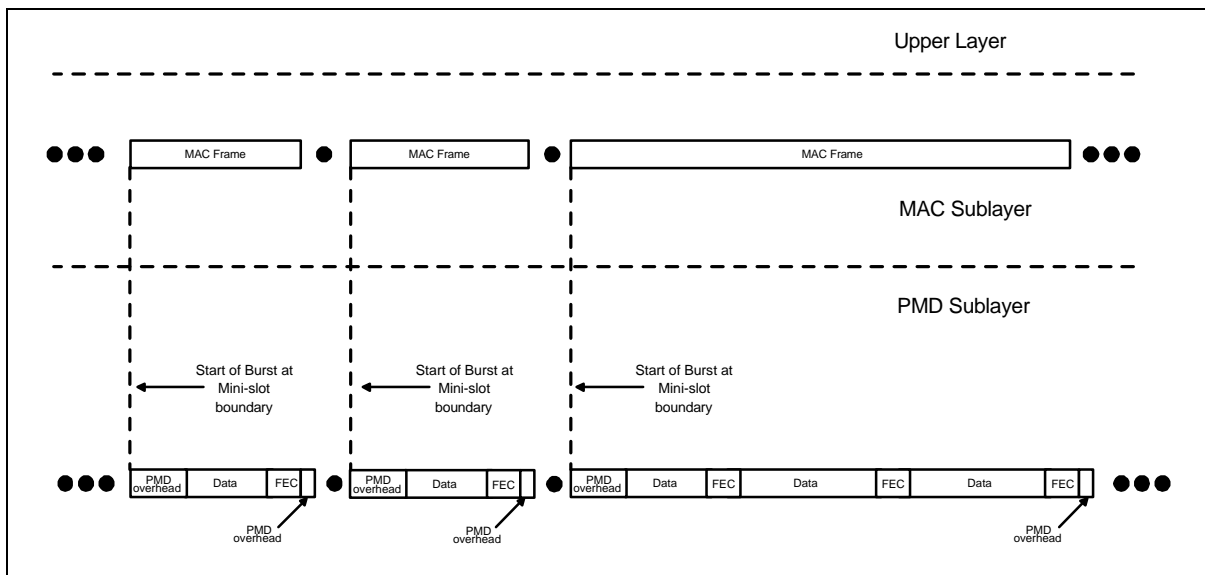 Upper Layer
MAC Frame
MAC Frame
MAC Frame
MAC Sublayer
PMD Sublayer
Start of Burst at
Mini-slot
boundary
Start of Burst at
Mini-slot
boundary
Start of Burst at
Mini-slot
boundary
PMD
overhead
Data
FEC
PMD
overhead
Data
FEC
PMD
overhead
Data
FEC
Data
FEC
Data
FEC
PMD
overhead
PMD
overhead
PMD
overhead